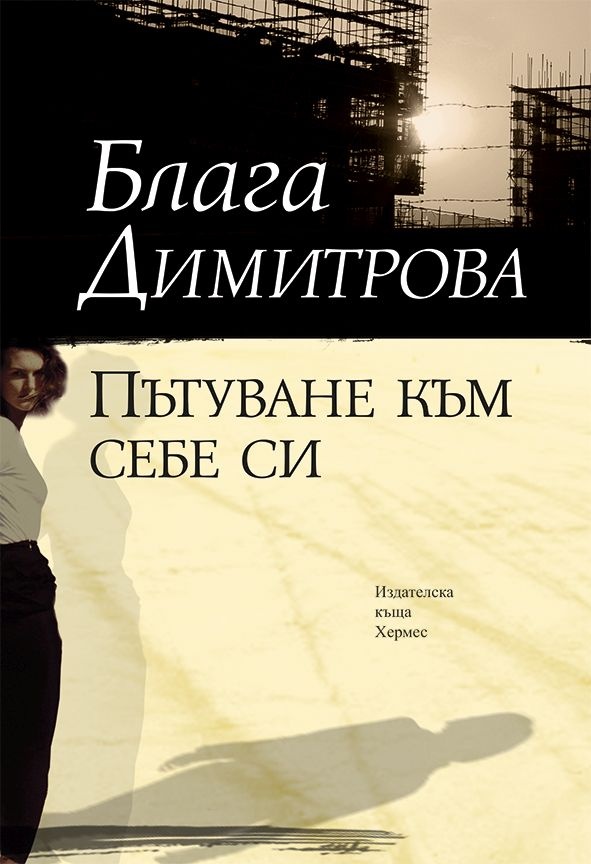 Блага
Димитрова
Пътуване към
себе си
Издателска
къща
Хермес